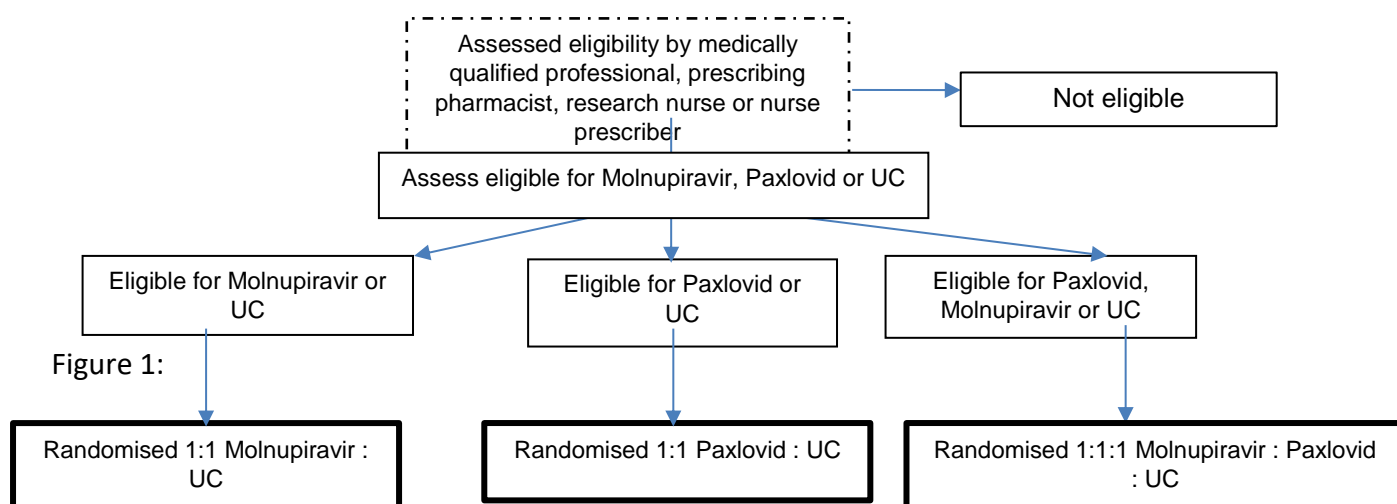 Assessed eligibility by medically
qualified professional, prescribing
pharmacist, research nurse or nurse
prescriber
Not eligible
Assess eligible for Molnupiravir, Paxlovid or UC
Eligible for Molnupiravir or
UC
Eligible for Paxlovid or
UC
Eligible for Paxlovid,
Molnupiravir or UC
Figure 1:
Randomised 1:1 Molnupiravir :
UC
Randomised 1:1 Paxlovid : UC
Randomised 1:1:1 Molnupiravir : Paxlovid
: UC